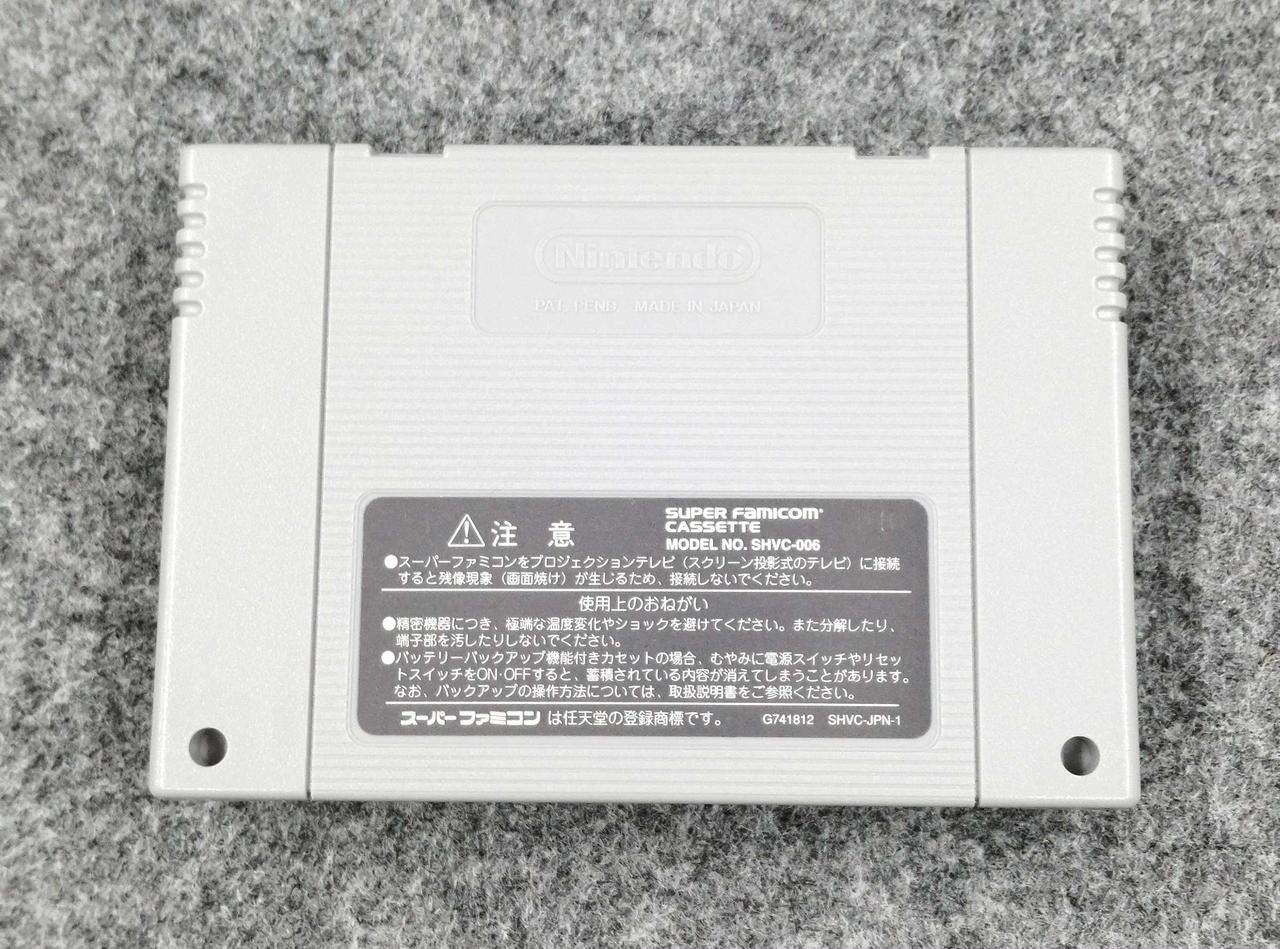 Nintendo
PAT. PEND. MADE IN JAPAN
⚠注意
SUPER FAMICOM
CASSETTE
MODEL NO. SHVC-006
●スーパーファミコンをプロジェクションテレビ（スクリーン投影式のテレビ）に接続
すると残像現象（画面焼け）が生じるため、接続しないでください。
使用上のおねがい
●精密機器につき、極端な温度変化やショックを避けてください。また分解したり、
端子部を汚したりしないでください。
●バッテリーバックアップ機能付きカセットの場合、むやみに電源スイッチやリセッ
トスイッチをON·OFFすると、蓄積されている内容が消えてしまうことがあります。
なお、バックアップの操作方法については、取扱説明書をご参照ください。
スーパーファミコン は任天堂の登録商標です。 G741812 SHVC-JPN-1